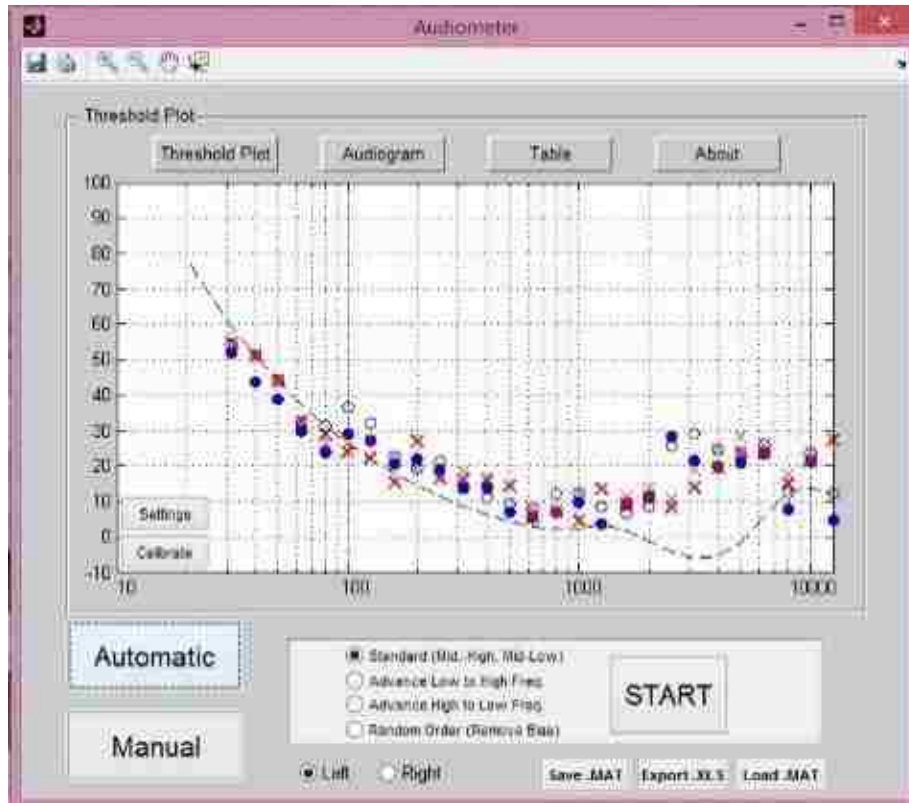 Audiometer
Threshold Plot
Threshold Plot
Audiogram
Table
About
100
90
80
70
60
50
40
30
20
10
0
-10
10
100
1000
10000
Settings
Calibrate
Automatic
Manual
Standard (Mid, High, Mid-Low)
Advance Low to High Freq.
Advance High to Low Freq.
Random Order (Remove Bias)
START
Left
Right
Save .MAT
Export .XLS
Load .MAT